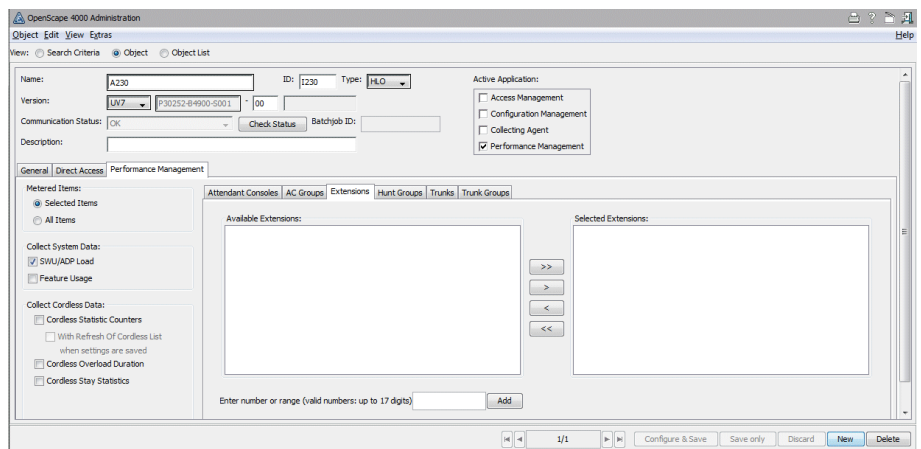 OpenScape 4000 Administration
Object Edit View Extras Help
View: Search Criteria Object Object List
Name: A230 ID: I230 Type: HLO Active Application:
Access Management
Version: UV7 P30252-B4900-S001 - 00
Configuration Management
Communication Status: OK Check Status Batchjob ID:
Collecting Agent
Description:
Performance Management
General Direct Access Performance Management
Metered Items:
Selected Items
All Items
Collect System Data:
SWU/ADP Load
Feature Usage
Collect Cordless Data:
Cordless Statistic Counters
With Refresh Of Cordless List
when settings are saved
Cordless Overload Duration
Cordless Stay Statistics
Attendant Consoles AC Groups Extensions Hunt Groups Trunks Trunk Groups
Available Extensions: Selected Extensions:
>>
>
<
<<
Enter number or range (valid numbers: up to 17 digits) Add
1/1 Configure & Save Save only Discard New Delete